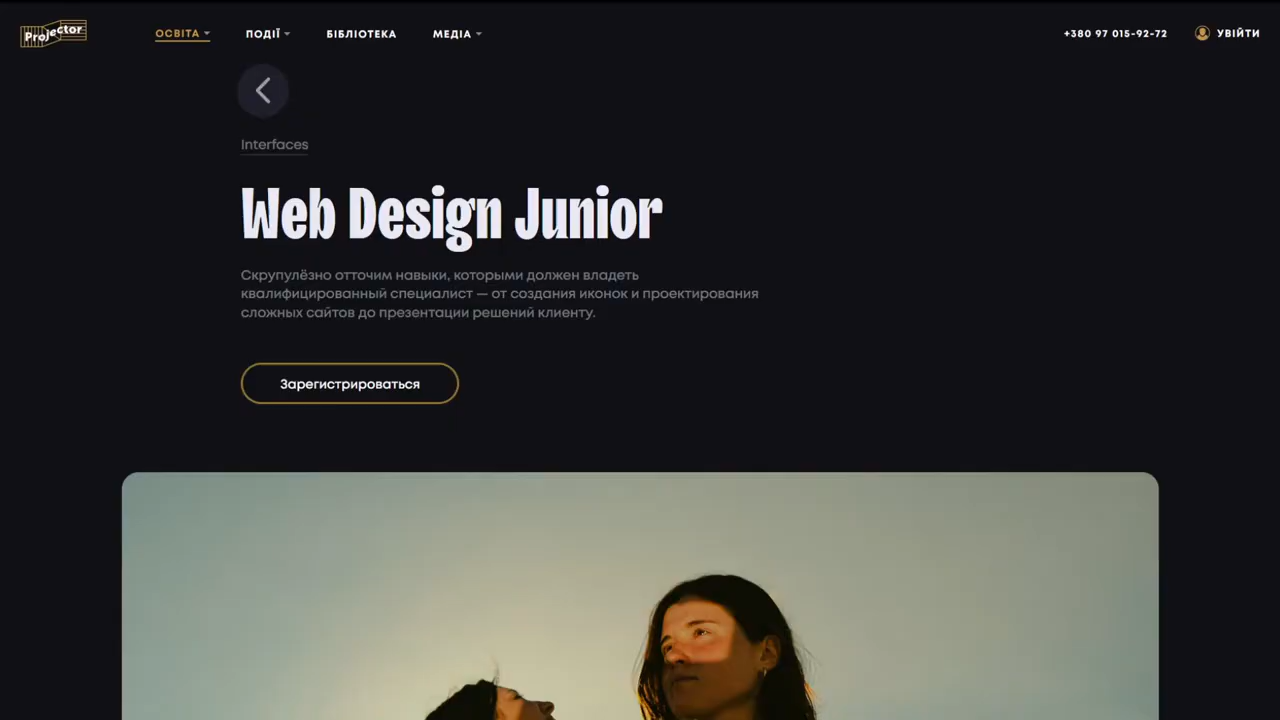 Projector
ОСВІТА
ПОДІЇ
БІБЛІОТЕКА
МЕДІА
+380 97 015-92-72
УВІЙТИ
Interfaces
Web Design Junior
Скрупулёзно отточим навыки, которыми должен владеть
квалифицированный специалист — от создания иконок и проектирования
сложных сайтов до презентации решений клиенту.
Зарегистрироваться